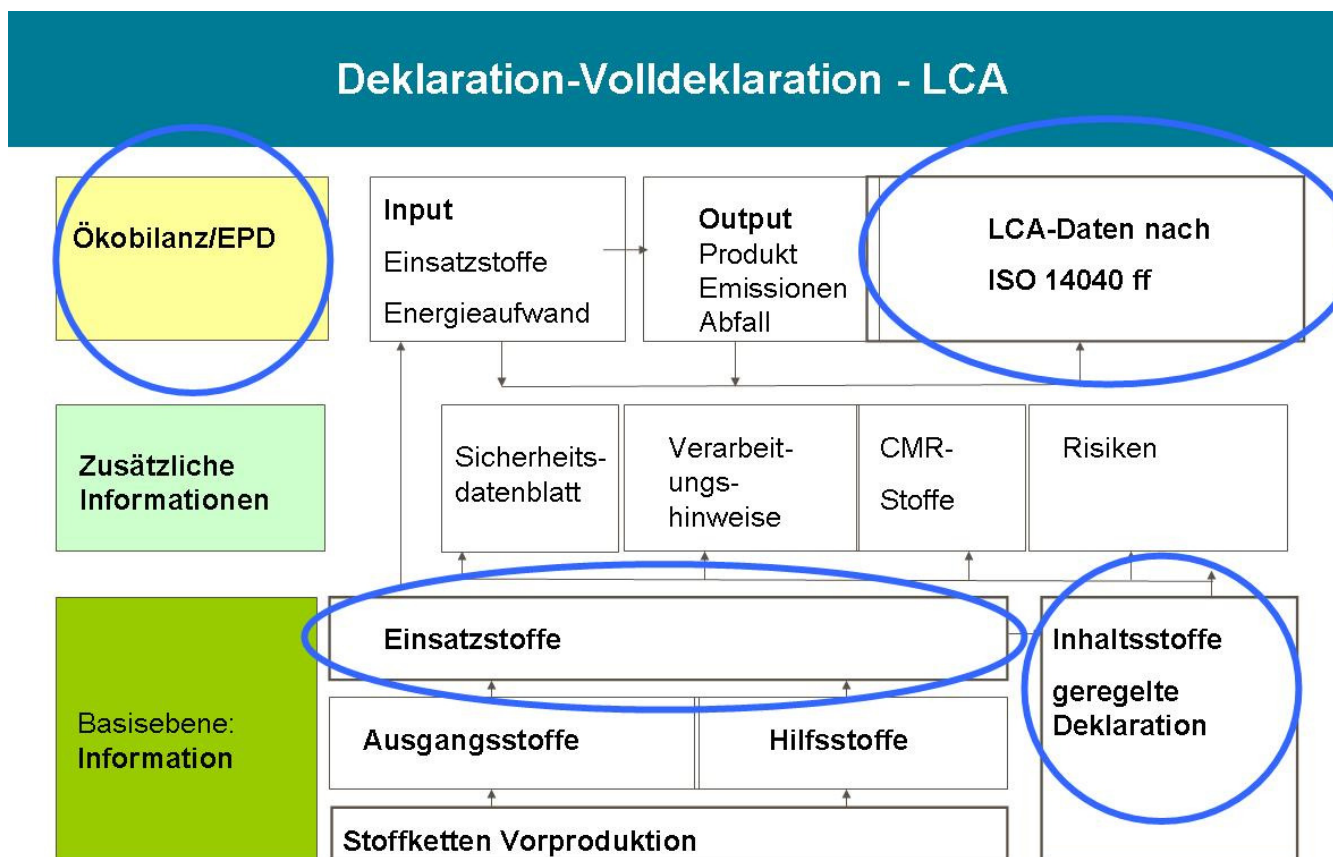 Deklaration-Volldeklaration - LCA
Ökobilanz/EPD
Input
Einsatzstoffe
Energieaufwand
Output
Produkt
Emissionen
Abfall
LCA-Daten nach
ISO 14040 ff
Zusätzliche
Informationen
Sicherheits-
datenblatt
Verarbeit-
ungs-
hinweise
CMR-
Stoffe
Risiken
Basisebene:
Information
Einsatzstoffe
Inhaltsstoffe
geregelte
Deklaration
Ausgangsstoffe
Hilfsstoffe
Stoffketten Vorproduktion